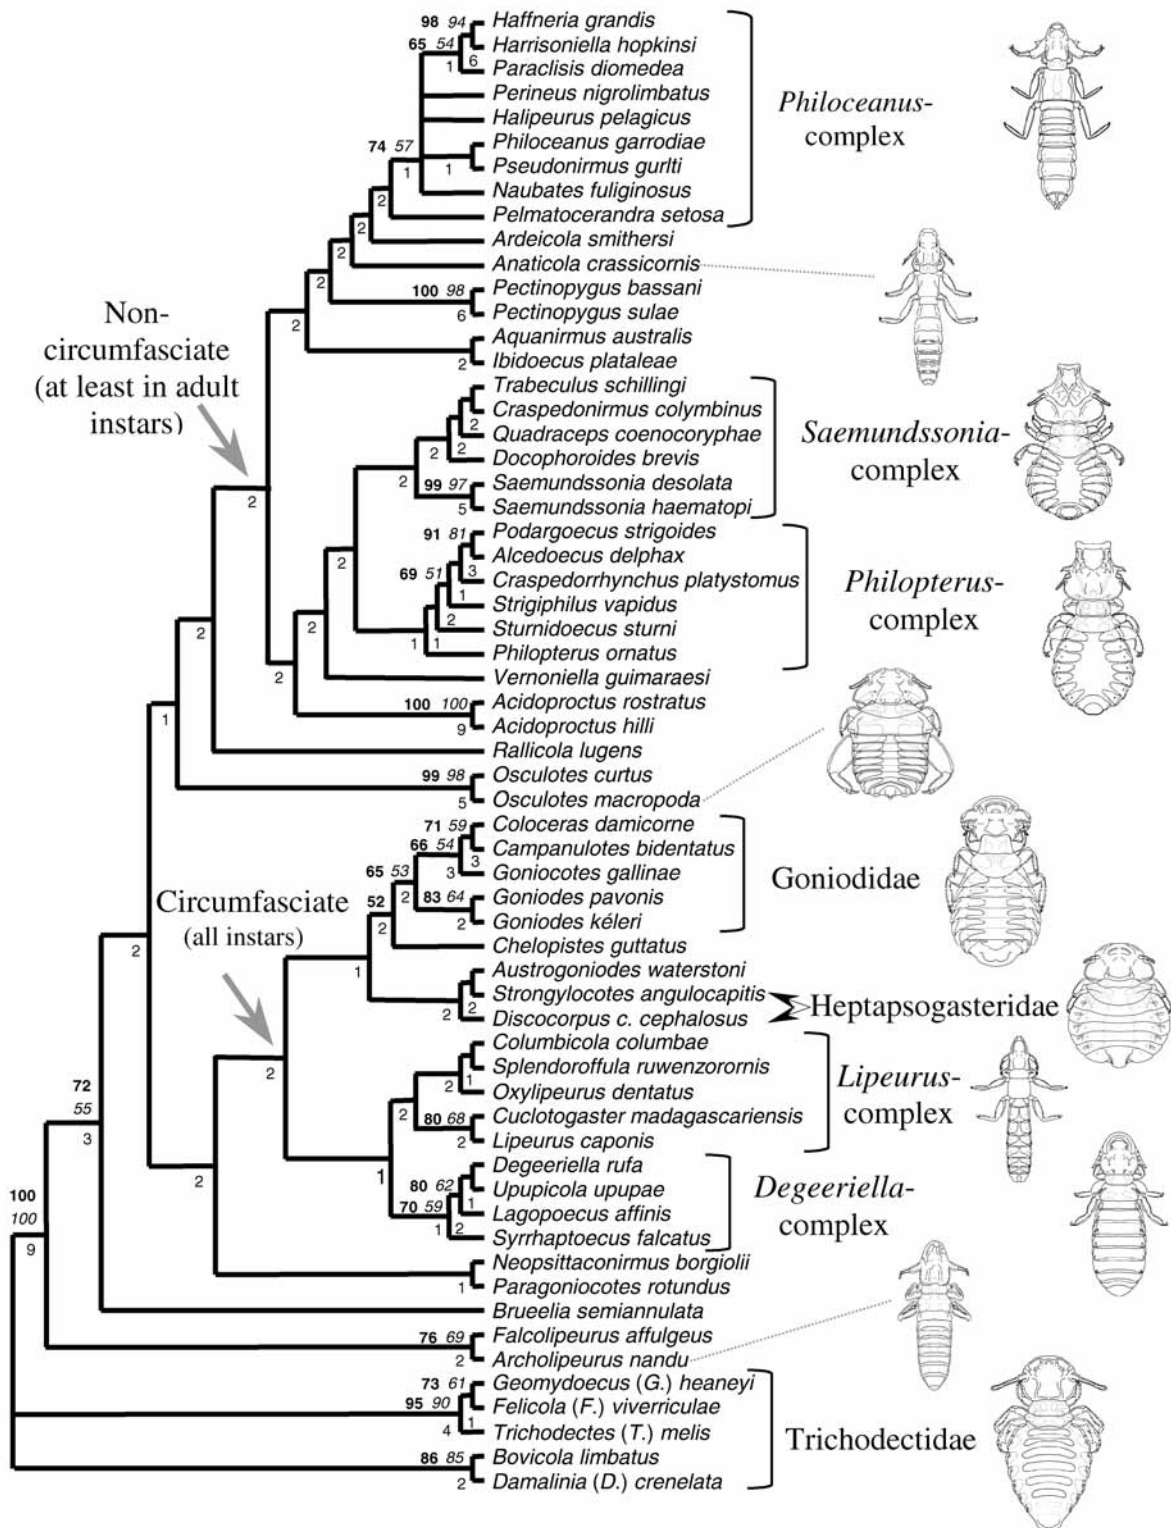 98 94
Haffneria grandis
65 54
Harrisoniella hopkinsi
1 6
Paraclisis diomedea
Perineus nigrolimbatus
Halipeurus pelagicus
Philoceanus-
complex
74 57
Philoceanus garrodiae
1 1
Pseudonirmus gurlti
2
Naubates fuliginosus
2
Pelmatocerandra setosa
2
Ardeicola smithersi
2
Anaticola crassicornis
2
100 98
Pectinopygus bassani
6
Pectinopygus sulae
2
Aquanirmus australis
2
Ibidoecus plataleae
Non-
circumfasciate
(at least in adult
instars)
Trabeculus schillingi
Craspedonirmus colymbinus
2
Quadraceps coenocoryphae
2 2
Docophoroides brevis
2
99 97
Saemundssonia desolata
5
Saemundssonia haematopi
Saemundssonia-
complex
2
91 81
Podargoecus strigoides
2
Alcedoecus delphax
69 51
3
Craspedorrhynchus platystomus
1
Strigiphilus vapidus
2
Sturnidoecus sturni
1 1
Philopterus ornatus
Philopterus-
complex
2
Vernoniella guimaraesi
2
2
100 100
Acidoproctus rostratus
9
Acidoproctus hilli
1
Rallicola lugens
99 98
Osculotes curtus
5
Osculotes macropoda
71 59
Coloceras damicorne
66 54
Campanulotes bidentatus
3
3
Goniocotes gallinae
65 53
2
83 64
Goniodes pavonis
2
Goniodes kéleri
Goniodidae
52
2
Chelopistes guttatus
Circumfasciate
(all instars)
2
1
Austrogoniodes waterstoni
2 2
Strongylocotes angulocapitis
Discocorpus c. cephalosus
Heptapsogasteridae
Columbicola columbae
2
1
Splendoroffula ruwenzorornis
2
Oxylipeurus dentatus
2
80 68
Cuclotogaster madagascariensis
2
Lipeurus caponis
Lipeurus-
complex
72
55
3
1
80 62
Degeeriella rufa
Upupicola upupae
70 59
1
Lagopoecus affinis
1 2
Syrrhaptoecus falcatus
Degeeriella-
complex
2
100
100
9
Neopsittaconirmus borgiolii
1
Paragoniocotes rotundus
Brueelia semiannulata
76 69
Falcolipeurus affulgeus
2
Archolipeurus nandu
73 61
Geomydoecus (G.) heaneyi
95 90
Felicola (F.) viverriculae
1
4
Trichodectes (T.) melis
86 85
Bovicola limbatus
2
Damalinia (D.) crenelata
Trichodectidae